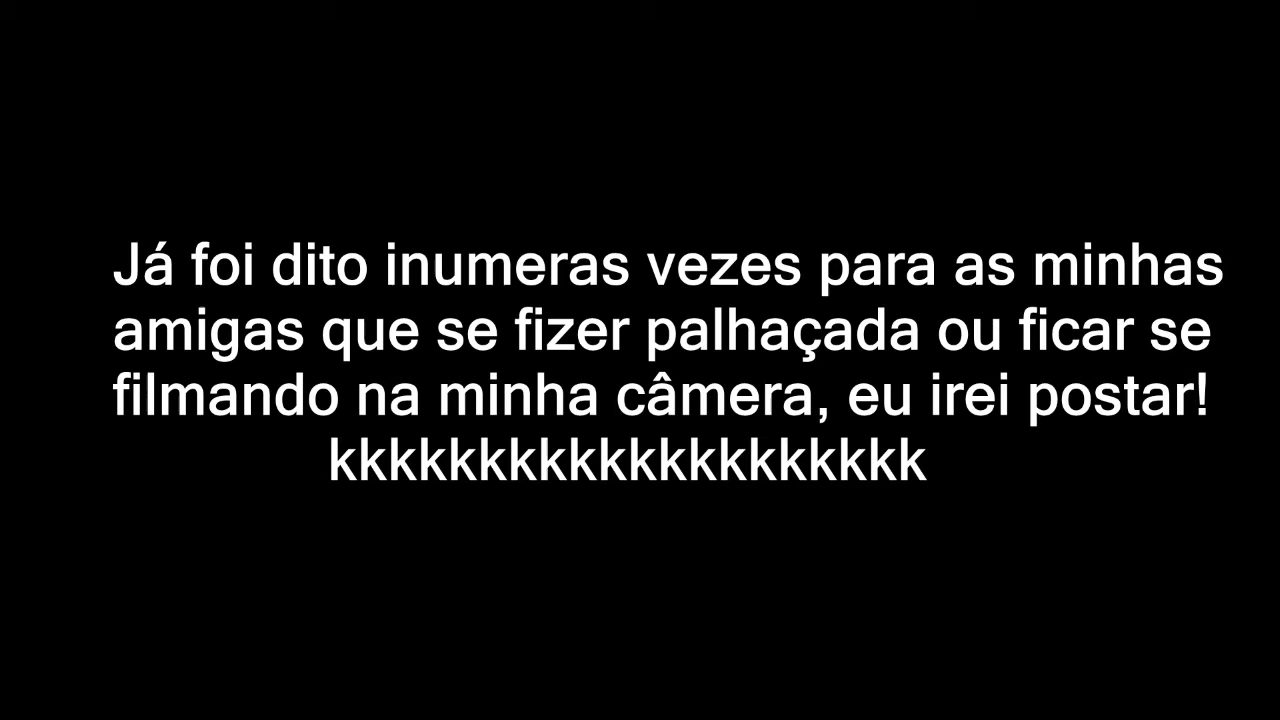 Já foi dito inumeras vezes para as minhas
amigas que se fizer palhaçada ou ficar se
filmando na minha câmera, eu irei postar!
kkkkkkkkkkkkkkkkkkkk